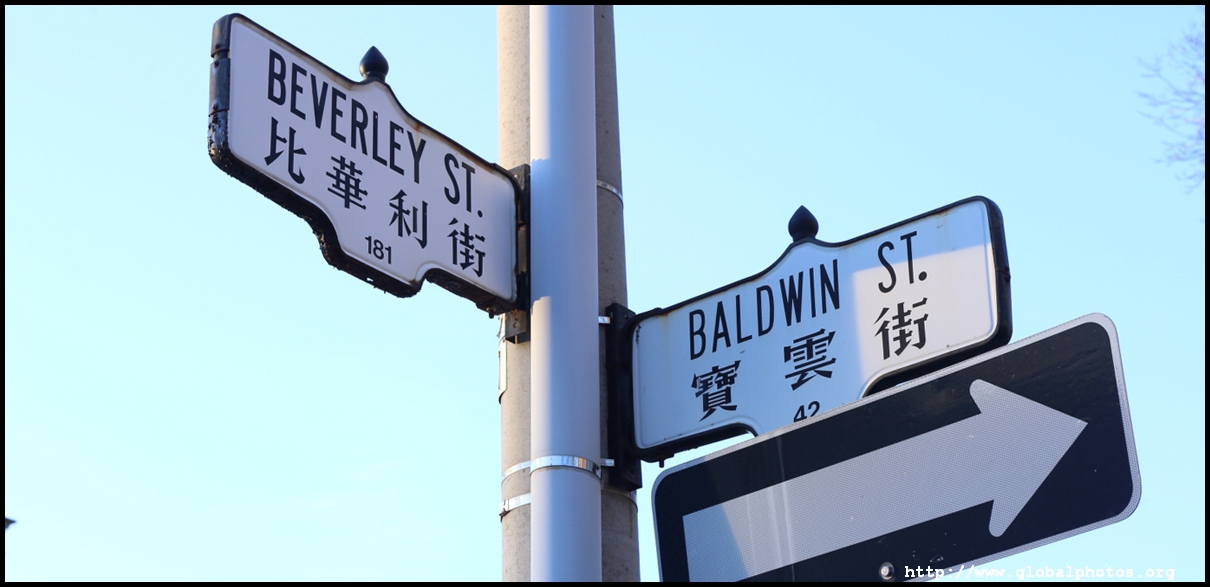 BEVERLEY ST.
比華利街
181
BALDWIN ST.
寶雲街
42
http://www.globalphotos.org